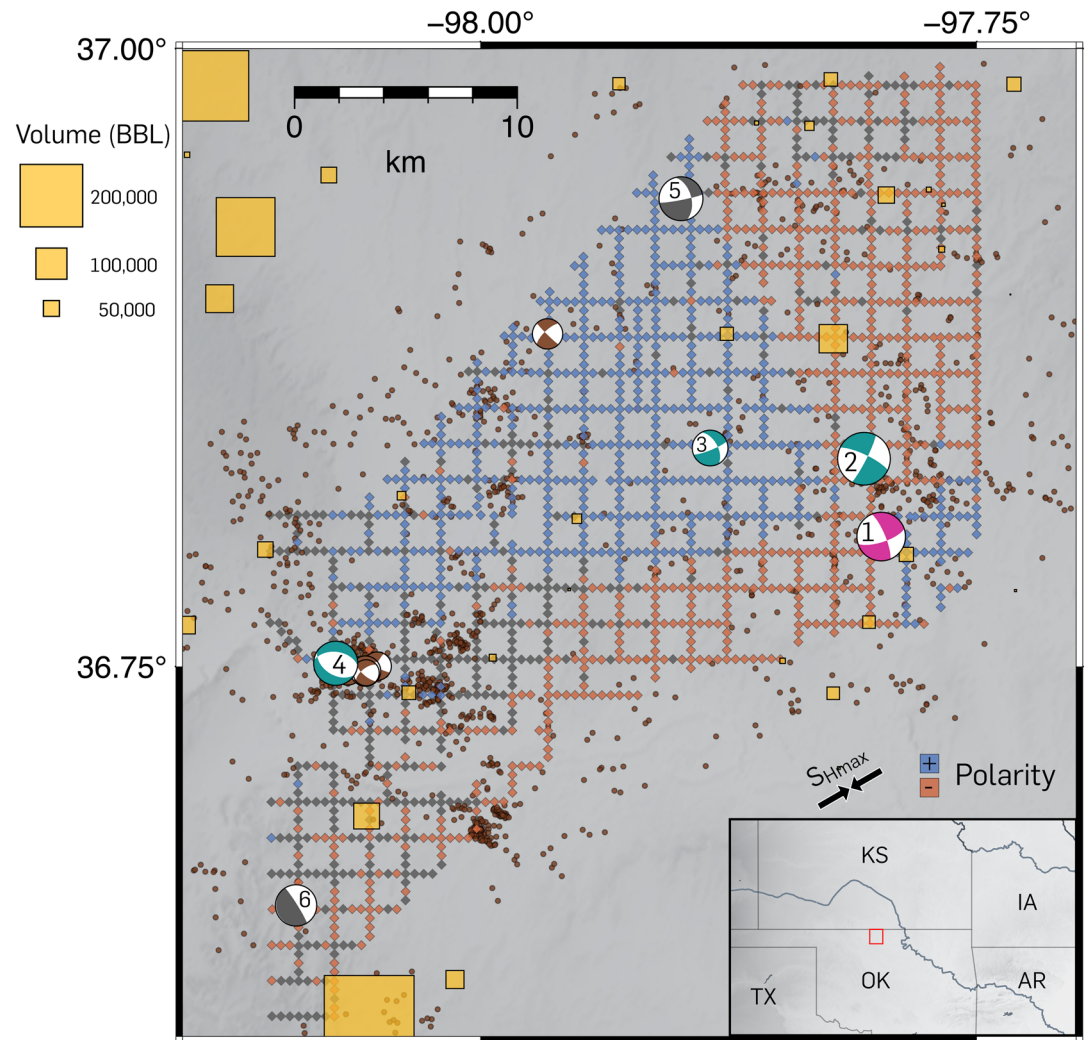 −98.00°
−97.75°
37.00°
0
10
km
Volume (BBL)
200,000
100,000
50,000
5
3
2
1
4
36.75°
SHmax
+
-
Polarity
6
KS
IA
OK
AR
TX